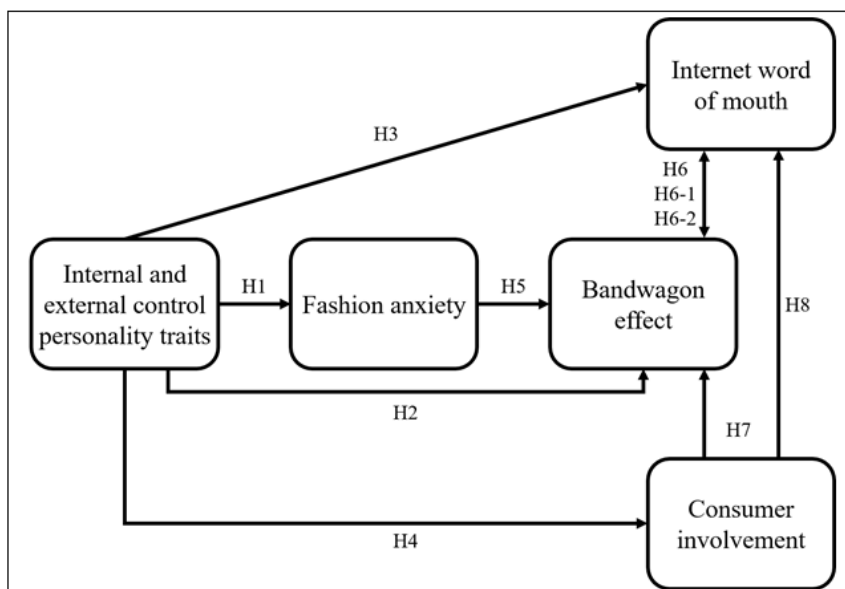 Internet word
of mouth
H3
H6
H6-1
H6-2
Internal and
external control
personality traits
H1
Fashion anxiety
H5
Bandwagon
effect
H8
H2
H7
Consumer
involvement
H4